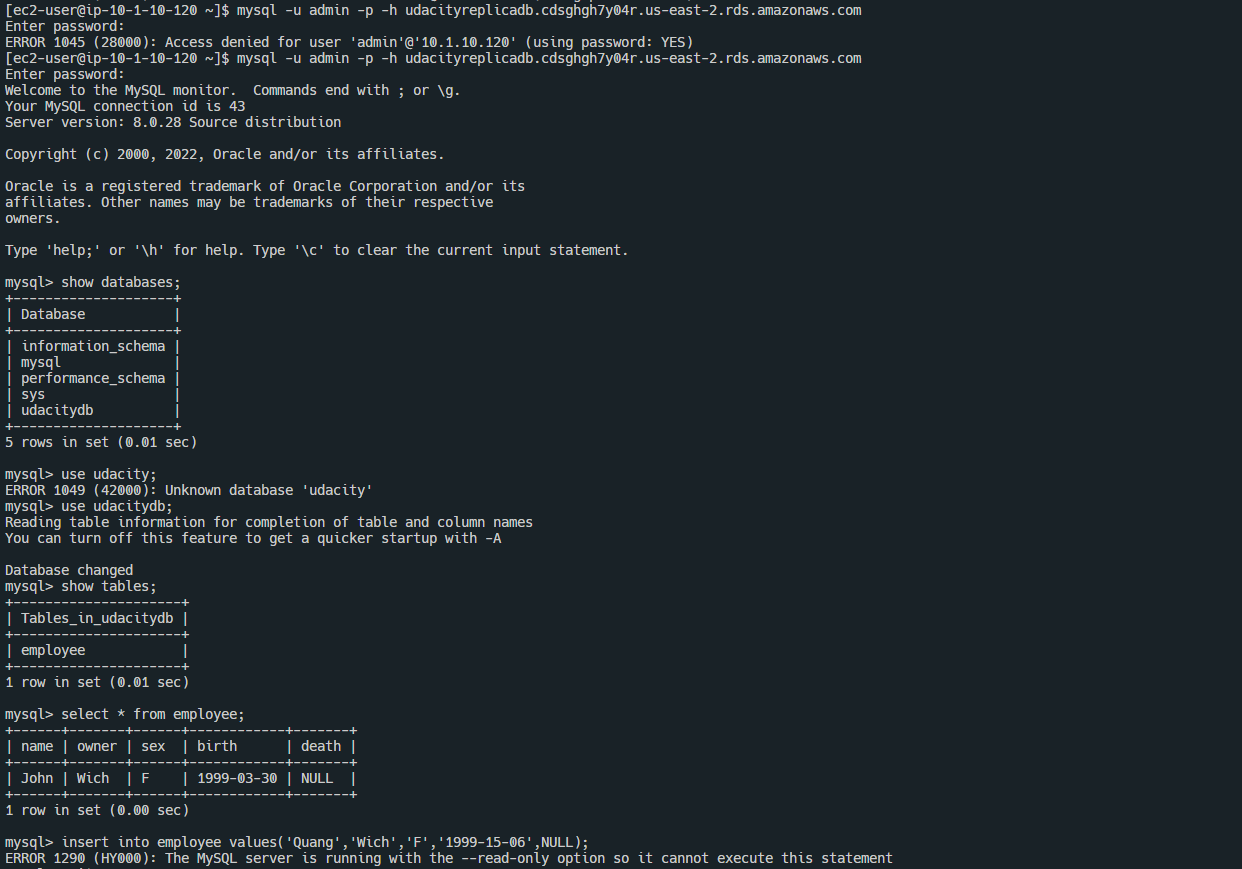 [ec2-user@ip-10-1-10-120 ~]$ mysql -u admin -p -h udacityreplicadb.cdsghgh7y04r.us-east-2.rds.amazonaws.com
Enter password:
ERROR 1045 (28000): Access denied for user 'admin'@'10.1.10.120' (using password: YES)
[ec2-user@ip-10-1-10-120 ~]$ mysql -u admin -p -h udacityreplicadb.cdsghgh7y04r.us-east-2.rds.amazonaws.com
Enter password:
Welcome to the MySQL monitor.  Commands end with ; or \g.
Your MySQL connection id is 43
Server version: 8.0.28 Source distribution

Copyright (c) 2000, 2022, Oracle and/or its affiliates.

Oracle is a registered trademark of Oracle Corporation and/or its
affiliates. Other names may be trademarks of their respective
owners.

Type 'help;' or '\h' for help. Type '\c' to clear the current input statement.

mysql> show databases;
+--------------------+
| Database           |
+--------------------+
| information_schema |
| mysql              |
| performance_schema |
| sys                |
| udacitydb          |
+--------------------+
5 rows in set (0.01 sec)

mysql> use udacity;
ERROR 1049 (42000): Unknown database 'udacity'
mysql> use udacitydb;
Reading table information for completion of table and column names
You can turn off this feature to get a quicker startup with -A

Database changed
mysql> show tables;
+---------------------+
| Tables_in_udacitydb |
+---------------------+
| employee            |
+---------------------+
1 row in set (0.01 sec)

mysql> select * from employee;
+------+-------+------+------------+-------+
| name | owner | sex  | birth      | death |
+------+-------+------+------------+-------+
| John | Wich  | F    | 1999-03-30 | NULL  |
+------+-------+------+------------+-------+
1 row in set (0.00 sec)

mysql> insert into employee values('Quang','Wich','F','1999-15-06',NULL);
ERROR 1290 (HY000): The MySQL server is running with the --read-only option so it cannot execute this statement